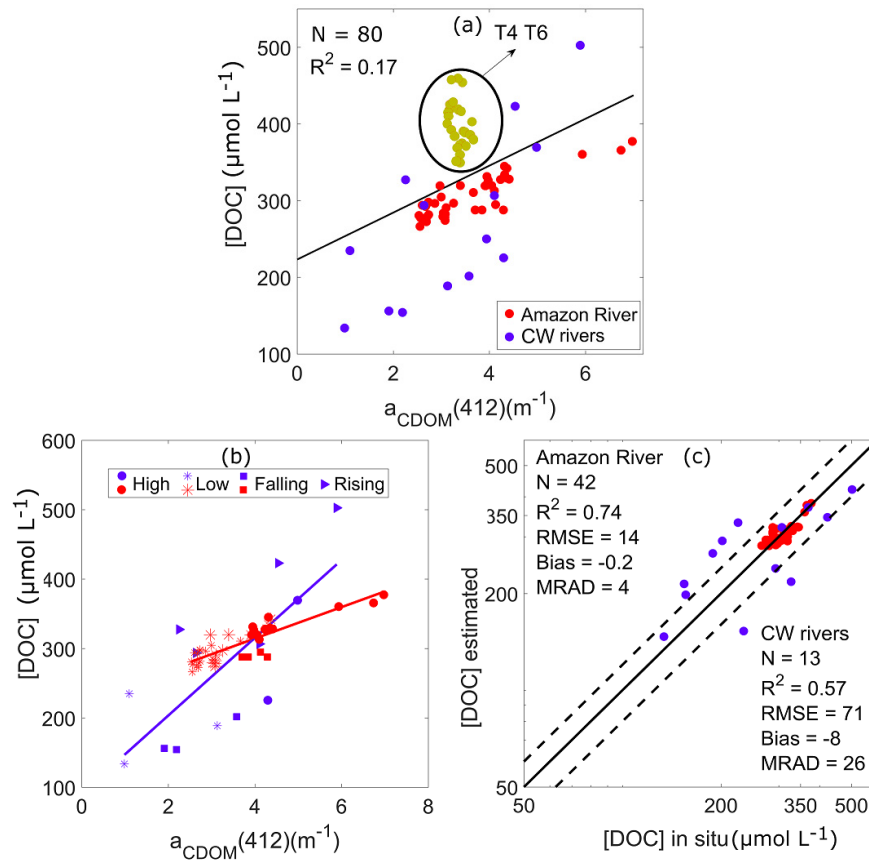 (a)
N = 80
R² = 0.17
T4 T6
500
400
300
200
100
[DOC] (μmol L⁻¹)
Amazon River
CW rivers
0 2 4 6
a_CDOM(412)(m⁻¹)
(b)
High Low Falling Rising
600
500
400
300
200
100
[DOC] (μmol L⁻¹)
0 2 4 6 8
a_CDOM(412)(m⁻¹)
(c)
Amazon River
N = 42
R² = 0.74
RMSE = 14
Bias = -0.2
MRAD = 4
CW rivers
N = 13
R² = 0.57
RMSE = 71
Bias = -8
MRAD = 26
500
350
200
50
[DOC] estimated
50 200 350 500
[DOC] in situ(μmol L⁻¹)